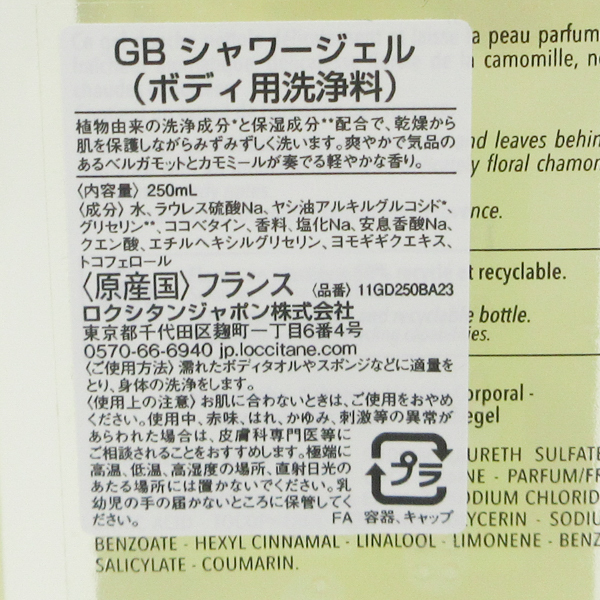 GB シャワージェル
（ボディ用洗浄料）
植物由来の洗浄成分*と保湿成分**配合で、乾燥から
肌を保護しながらみずみずしく洗います。爽やかで気品の
あるベルガモットとカモミールが奏でる軽やかな香り。
〈内容量〉 250mL
〈成分〉 水、ラウレス硫酸Na、ヤシ油アルキルグルコシド*、
グリセリン**、ココベタイン、香料、塩化Na、安息香酸Na、
クエン酸、エチルヘキシルグリセリン、ヨモギギクエキス、
トコフェロール
〈原産国〉フランス 〈品番〉 11GD250BA23
ロクシタンジャポン株式会社
東京都千代田区麹町一丁目6番4号
0570-66-6940 jp.loccitane.com
〈ご使用方法〉 濡れたボディタオルやスポンジなどに適量を
とり、身体の洗浄をします。
〈使用上の注意〉 お肌に合わないときは、ご使用をおやめ
ください。使用中、赤味、はれ、かゆみ、刺激等の異常が
あらわれた場合は、皮膚科専門医等に
ご相談されることをおすすめします。極端に
高温、低温、高湿度の場所、直射日光の
あたる場所には置かないでください。乳
幼児の手の届かないところに保管してく
ださい。 FA
プラ
容器、キャップ
a peau parfum
la camomille, no
nd leaves behin
y floral chamo
nce.
t recyclable.
e bottle.
corporal -
gel
URETH SULFATE
NE - PARFUM/FR
ODIUM CHLORID
YCERIN - SODIU
BENZOATE - HEXYL CINNAMAL - LINALOOL - LIMONENE - BENZ
SALICYLATE - COUMARIN.